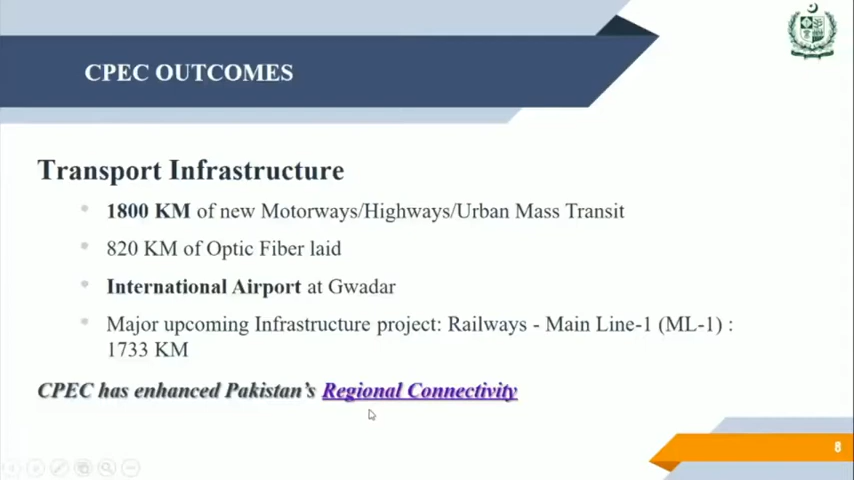 CPEC OUTCOMES
Transport Infrastructure
1800 KM of new Motorways/Highways/Urban Mass Transit
820 KM of Optic Fiber laid
International Airport at Gwadar
Major upcoming Infrastructure project: Railways - Main Line-1 (ML-1) :
1733 KM
CPEC has enhanced Pakistan's Regional Connectivity
8